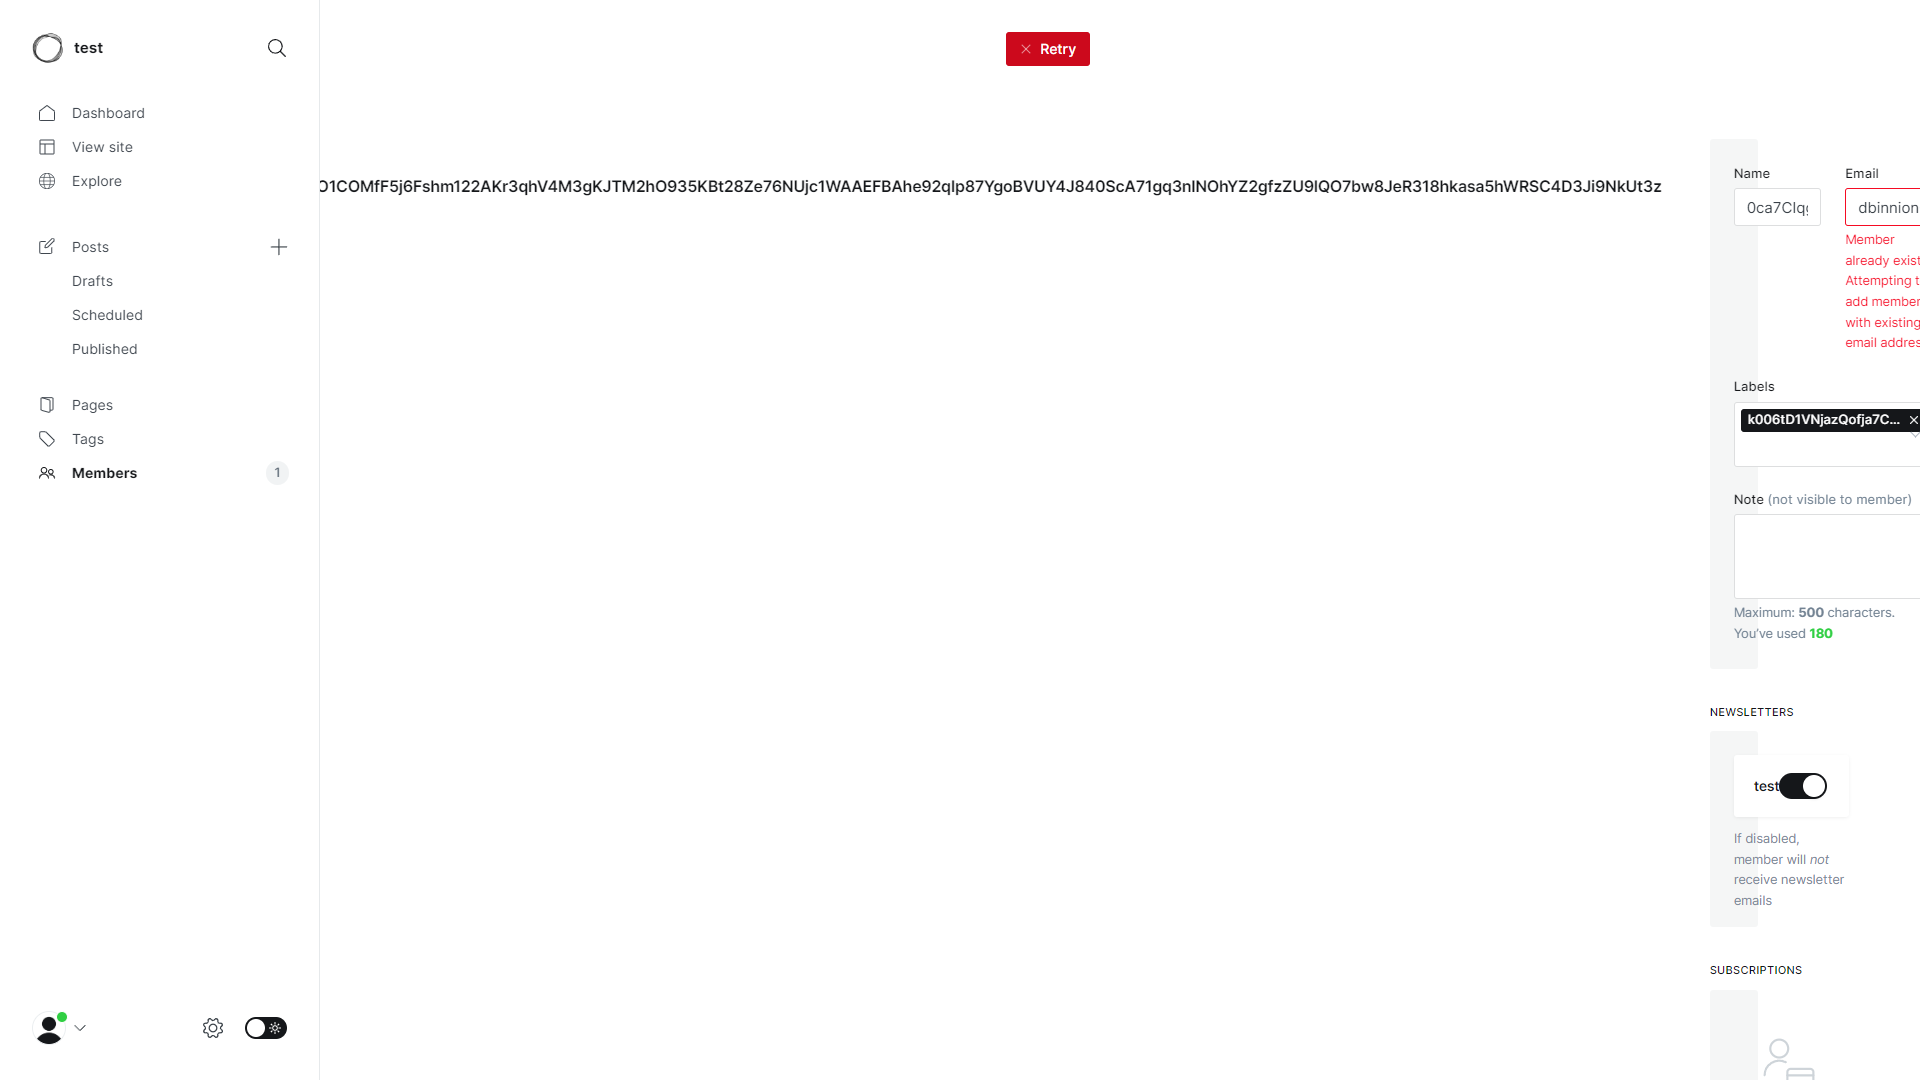 test
Retry
Dashboard
View site
Explore
Posts
Drafts
Scheduled
Published
Pages
Tags
Members 1
O1COMfF5j6Fshm122AKr3qhV4M3gKJTM2hO935KBt28Ze76NUjc1WAAEFBAhe92qIp87YgoBVUY4J840ScA71gq3nINOhYZ2gfzZU9IQO7bw8JeR318hkasa5hWRSC4D3Ji9NkUt3z
Name
0ca7CIqg
Email
dbinnion
Member
already exist
Attempting t
add member
with existing
email addres
Labels
k006tD1VNjazQofja7C...
Note (not visible to member)
Maximum: 500 characters.
You've used 180
NEWSLETTERS
test
If disabled,
member will not
receive newsletter
emails
SUBSCRIPTIONS